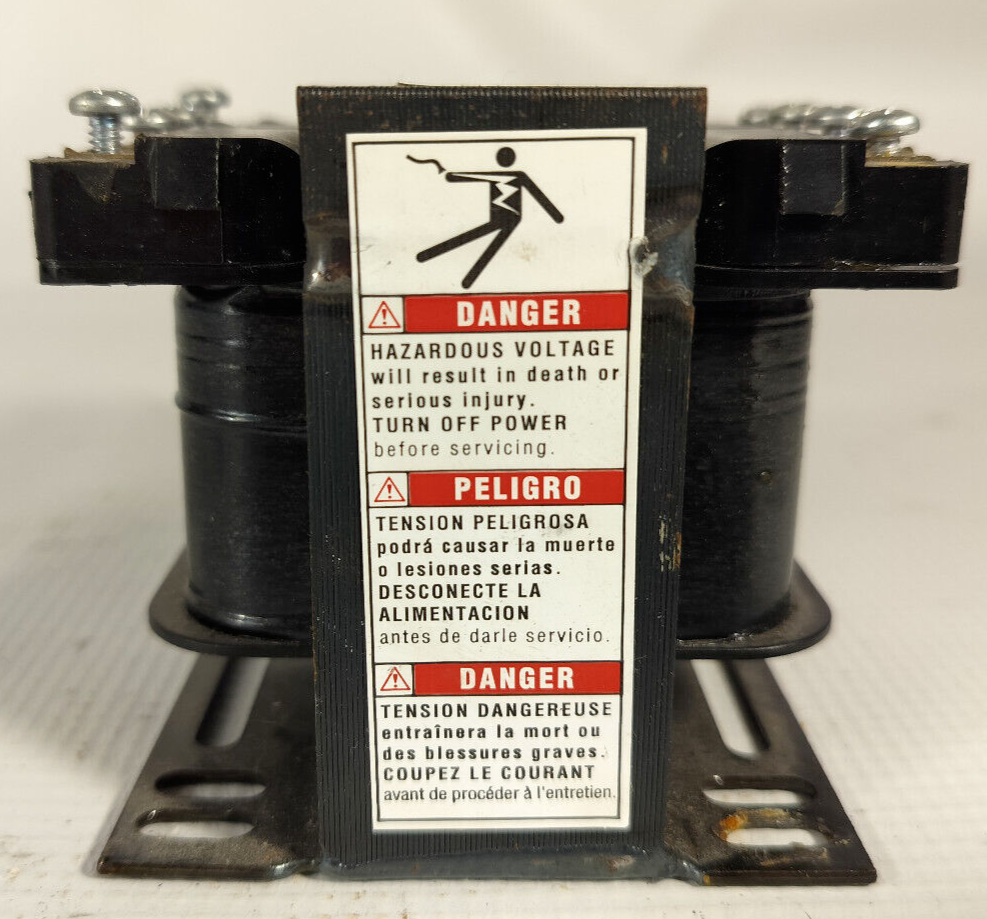 DANGER
HAZARDOUS VOLTAGE
will result in death or
serious injury.
TURN OFF POWER
before servicing.
PELIGRO
TENSION PELIGROSA
podrá causar la muerte
o lesiones serias.
DESCONECTE LA
ALIMENTACION
antes de darle servicio.
DANGER
TENSION DANGEREUSE
entraînera la mort ou
des blessures graves.
COUPEZ LE COURANT
avant de procéder à l'entretien.